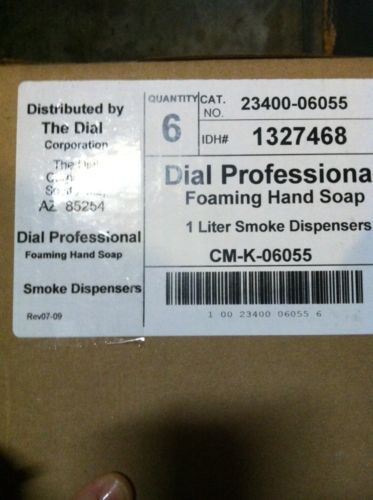 Distributed by
The Dial
Corporation
The
AZ 85254
Dial Professional
Foaming Hand Soap
Smoke Dispensers
Rev07-09
QUANTITY
6
CAT. NO. 23400-06055
IDH# 1327468
Dial Professiona
Foaming Hand Soap
1 Liter Smoke Dispensers
CM-K-06055
1 00 23400 06055 6